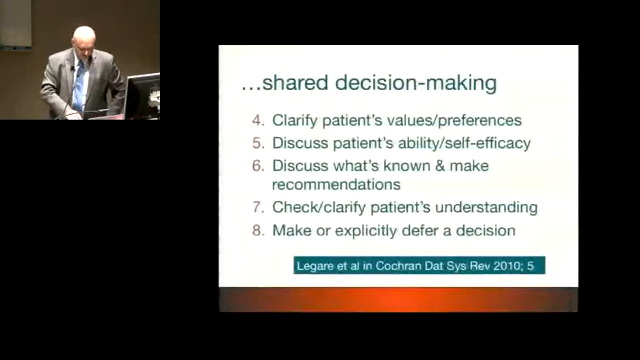 ...shared decision-making
4. Clarify patient's values/preferences
5. Discuss patient's ability/self-efficacy
6. Discuss what's known & make
recommendations
7. Check/clarify patient's understanding
8. Make or explicitly defer a decision
Legare et al in Cochran Dat Sys Rev 2010; 5